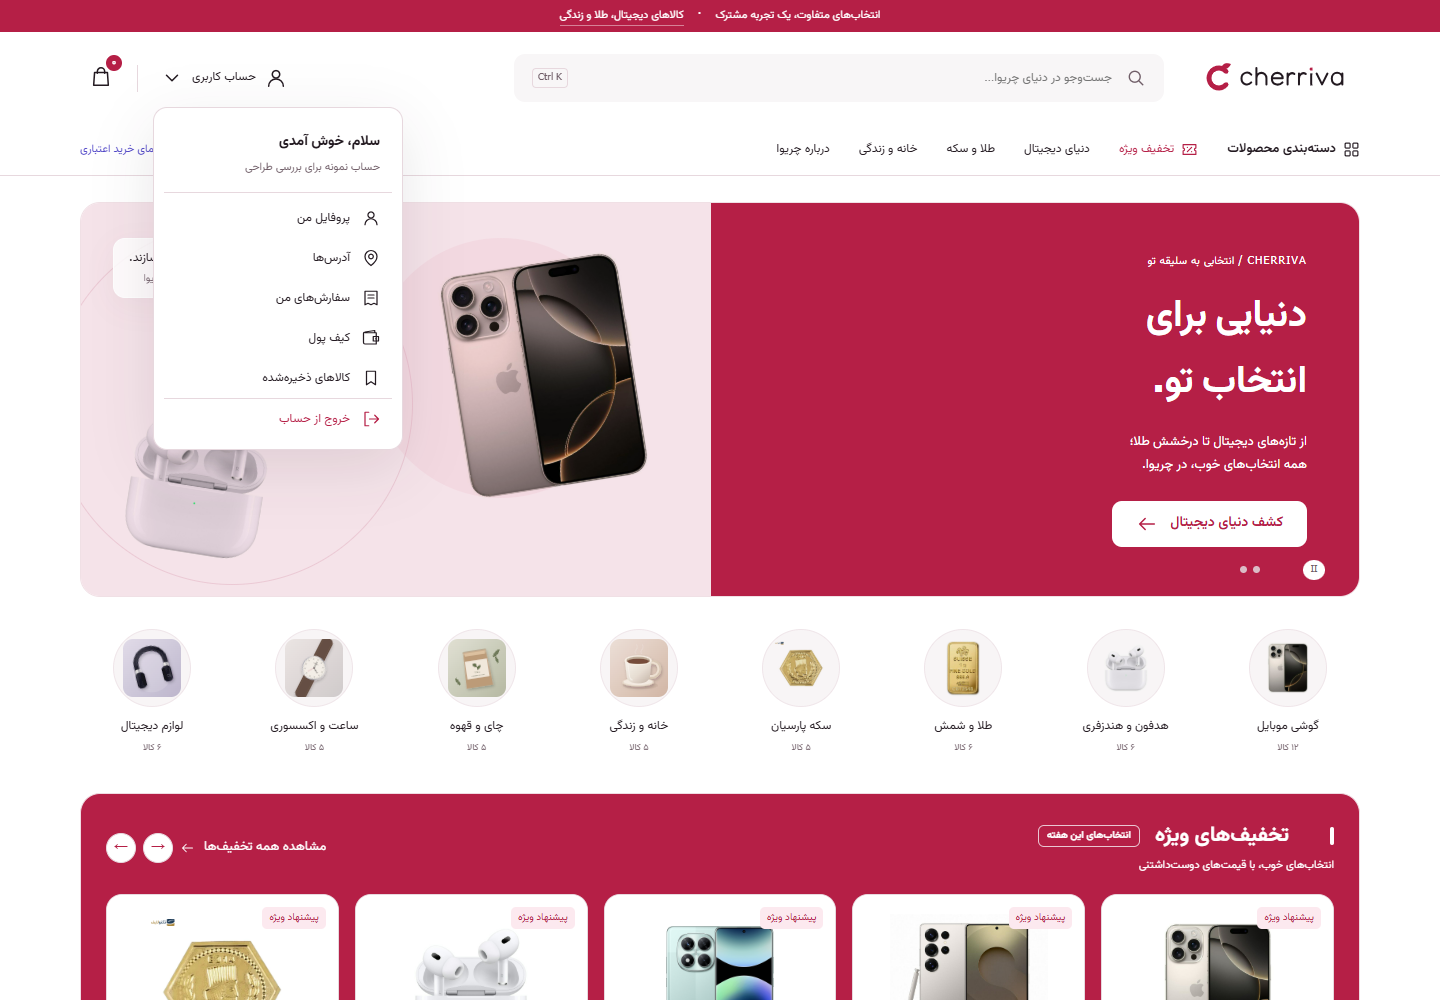 انتخاب‌های متفاوت، یک تجربه مشترک • کالاهای دیجیتال، طلا و زندگی
cherriva
جست‌وجو در دنیای چریوا...
Ctrl K
حساب کاربری
۰
دسته‌بندی محصولات
تخفیف ویژه
دنیای دیجیتال
طلا و سکه
خانه و زندگی
درباره چریوا
خرید اعتباری
سلام، خوش آمدی
حساب نمونه برای بررسی طراحی
پروفایل من
آدرس‌ها
سفارش‌های من
کیف پول
کالاهای ذخیره‌شده
خروج از حساب
CHERRIVA / انتخابی به سلیقه تو
دنیایی برای
انتخاب تو.
از تازه‌های دیجیتال تا درخشش طلا؛
همه انتخاب‌های خوب، در چریوا.
کشف دنیای دیجیتال
گوشی موبایل
۱۲ کالا
هدفون و هندزفری
۶ کالا
طلا و شمش
۶ کالا
سکه پارسیان
۵ کالا
خانه و زندگی
۵ کالا
چای و قهوه
۵ کالا
ساعت و اکسسوری
۵ کالا
لوازم دیجیتال
۶ کالا
تخفیف‌های ویژه
انتخاب‌های این هفته
انتخاب‌های خوب، با قیمت‌های دوست‌داشتنی
مشاهده همه تخفیف‌ها
پیشنهاد ویژه
پیشنهاد ویژه
پیشنهاد ویژه
پیشنهاد ویژه
پیشنهاد ویژه